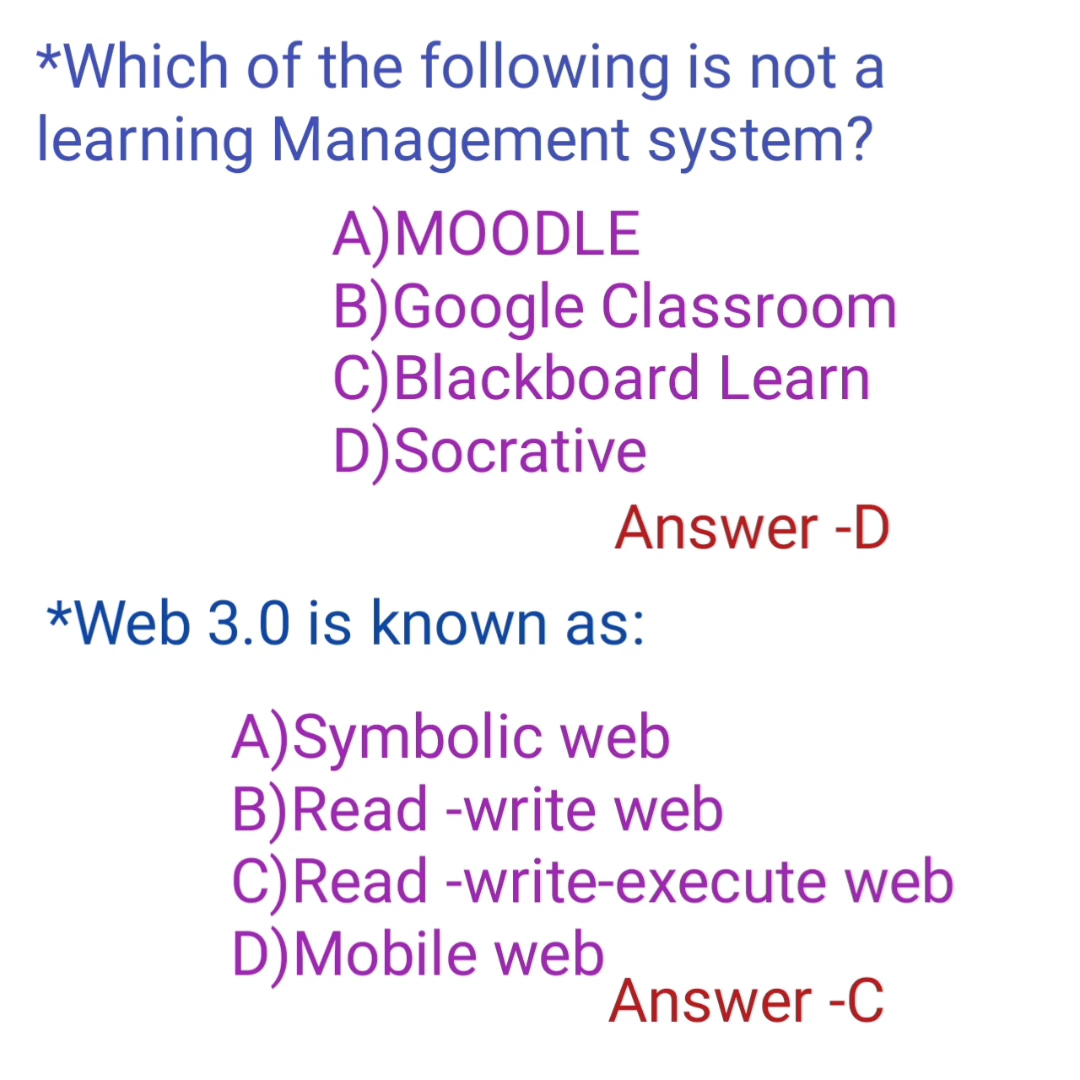 *Which of the following is not a
learning Management system?
A)MOODLE
B)Google Classroom
C)Blackboard Learn
D)Socrative
Answer -D
*Web 3.0 is known as:
A)Symbolic web
B)Read -write web
C)Read -write-execute web
D)Mobile web
Answer -C